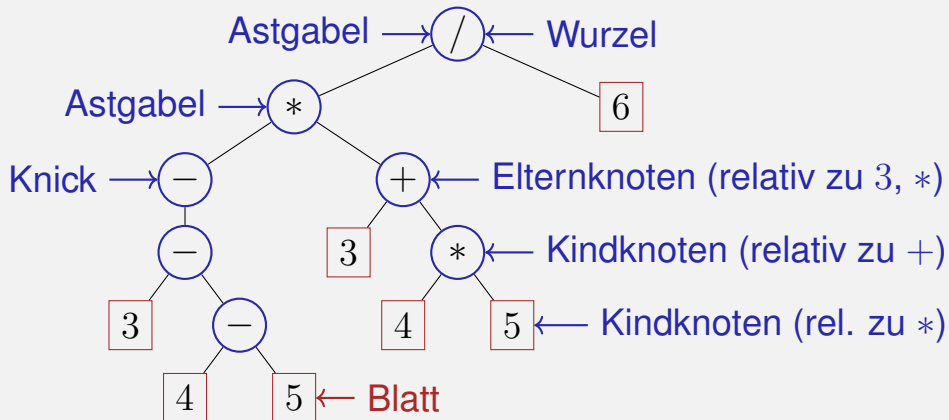 Astgabel / Wurzel
Astgabel * 6
Knick − + Elternknoten (relativ zu 3, *)
− 3 * Kindknoten (relativ zu +)
3 − 4 5 Kindknoten (rel. zu *)
4 5 Blatt